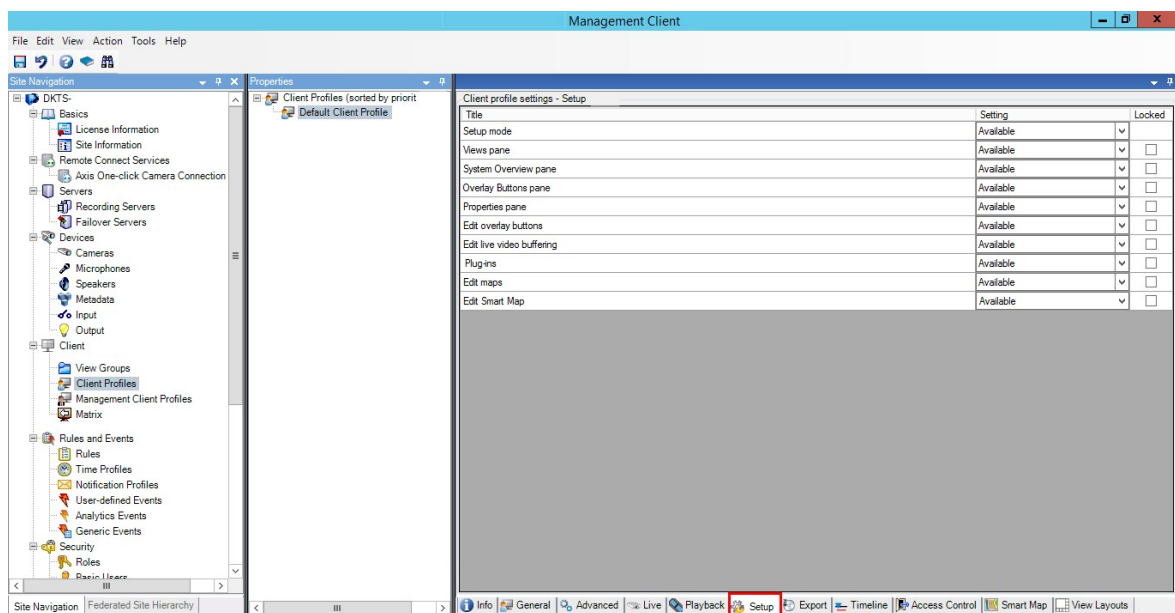 Management Client
File Edit View Action Tools Help
Site Navigation
DKTS-
Basics
License Information
Site Information
Remote Connect Services
Axis One-click Camera Connection
Servers
Recording Servers
Failover Servers
Devices
Cameras
Microphones
Speakers
Metadata
Input
Output
Client
View Groups
Client Profiles
Management Client Profiles
Matrix
Rules and Events
Rules
Time Profiles
Notification Profiles
User-defined Events
Analytics Events
Generic Events
Security
Roles
Basic Users
Site Navigation Federated Site Hierarchy
Properties
Client Profiles (sorted by priorit
Default Client Profile
Client profile settings - Setup
Title Setting Locked
Setup mode Available
Views pane Available
System Overview pane Available
Overlay Buttons pane Available
Properties pane Available
Edit overlay buttons Available
Edit live video buffering Available
Plug-ins Available
Edit maps Available
Edit Smart Map Available
Info General Advanced Live Playback Setup Export Timeline Access Control Smart Map View Layouts